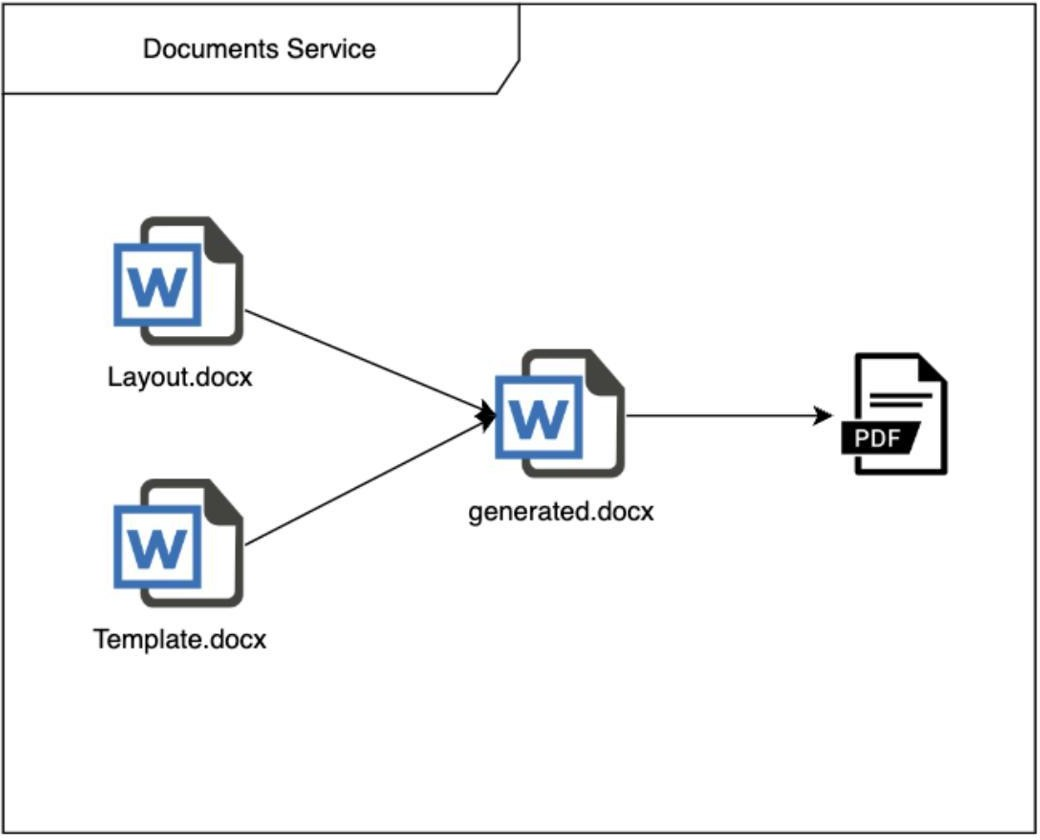 Documents Service
W
Layout.docx
W
generated.docx
PDF
W
Template.docx